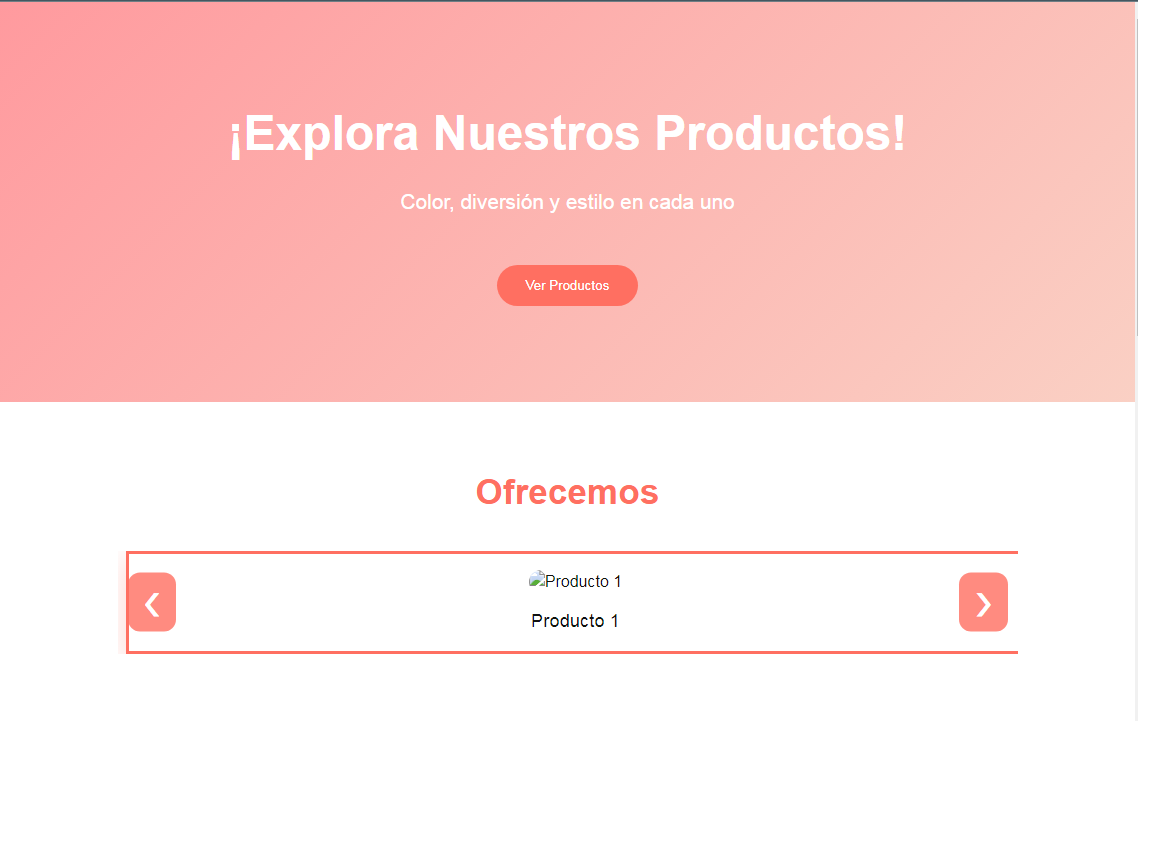 ¡Explora Nuestros Productos!
Color, diversión y estilo en cada uno
Ver Productos
Ofrecemos
❮
Producto 1
❯
Producto 1